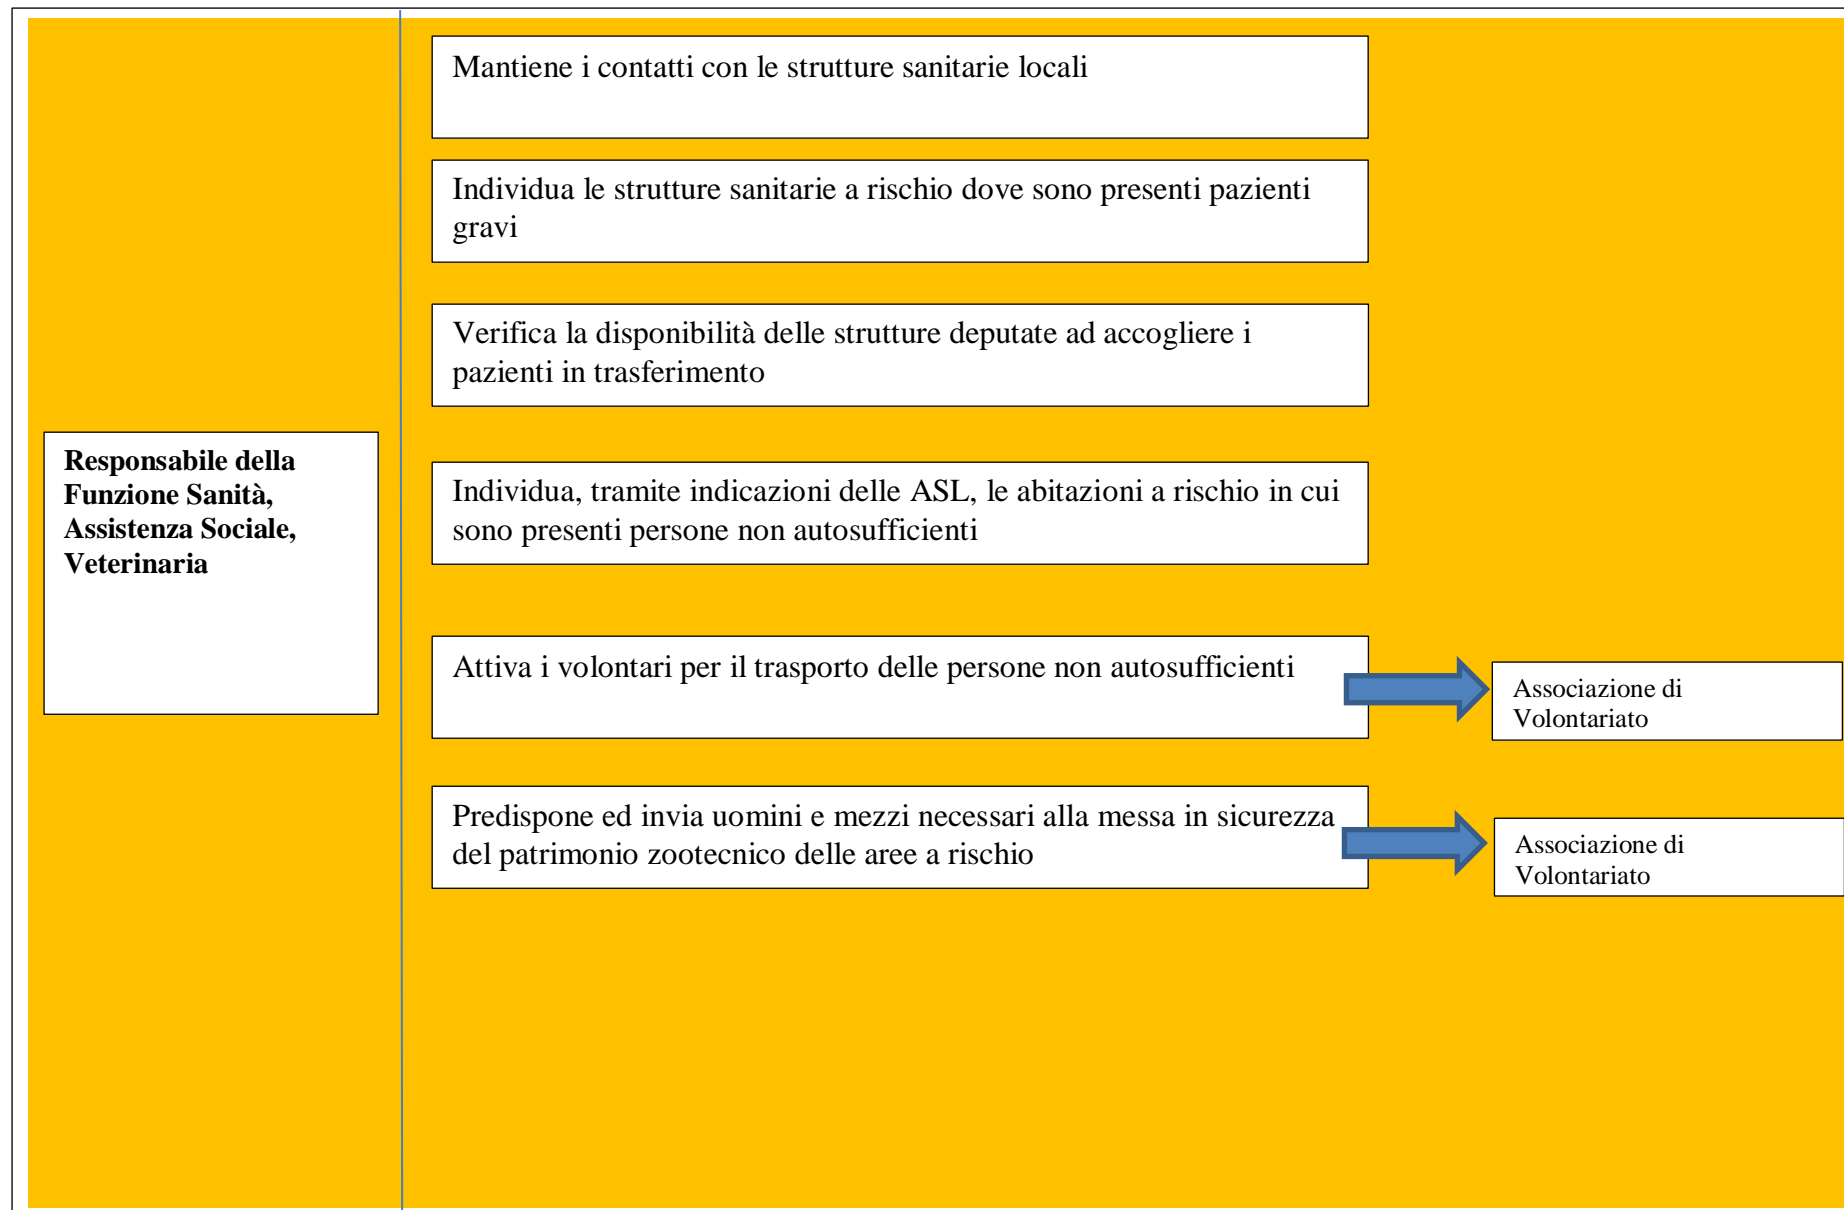 Mantiene i contatti con le strutture sanitarie locali
Individua le strutture sanitarie a rischio dove sono presenti pazienti
gravi
Verifica la disponibilità delle strutture deputate ad accogliere i
pazienti in trasferimento
Responsabile della
Funzione Sanità,
Assistenza Sociale,
Veterinaria
Individua, tramite indicazioni delle ASL, le abitazioni a rischio in cui
sono presenti persone non autosufficienti
Attiva i volontari per il trasporto delle persone non autosufficienti
Associazione di
Volontariato
Predispone ed invia uomini e mezzi necessari alla messa in sicurezza
del patrimonio zootecnico delle aree a rischio
Associazione di
Volontariato